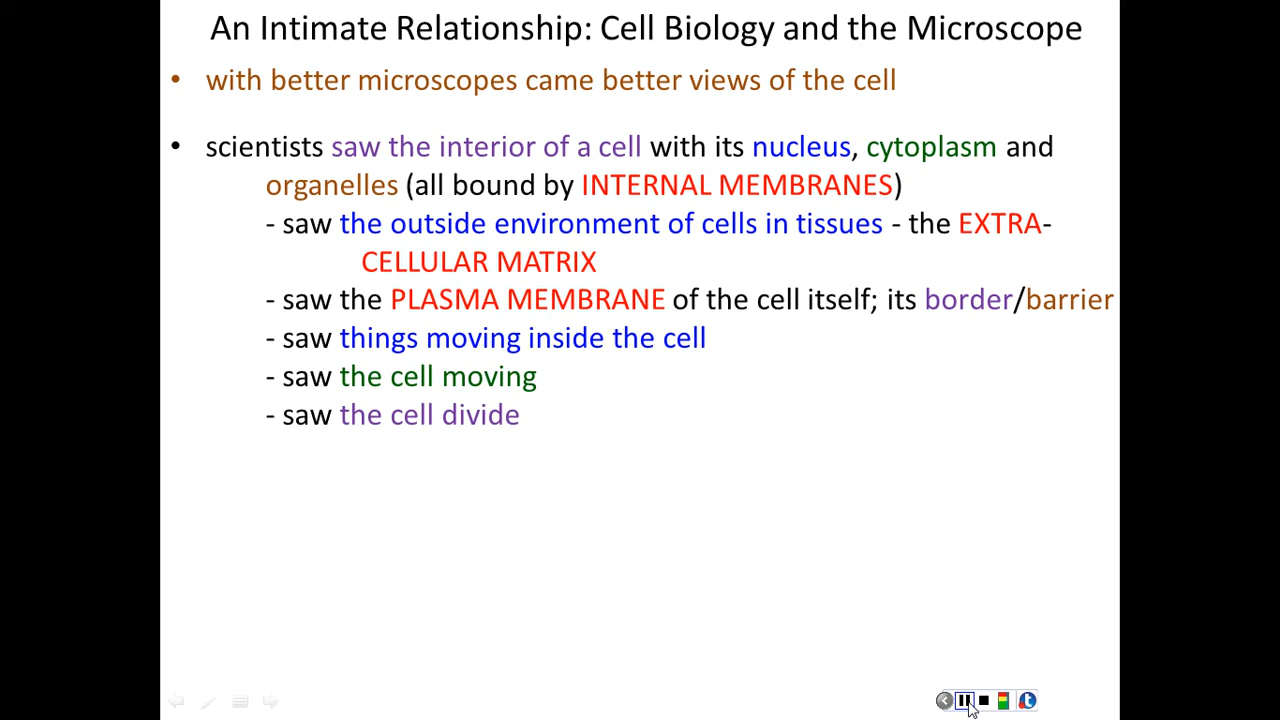 An Intimate Relationship: Cell Biology and the Microscope
• with better microscopes came better views of the cell
• scientists saw the interior of a cell with its nucleus, cytoplasm and
organelles (all bound by INTERNAL MEMBRANES)
- saw the outside environment of cells in tissues - the EXTRA-
CELLULAR MATRIX
- saw the PLASMA MEMBRANE of the cell itself; its border/barrier
- saw things moving inside the cell
- saw the cell moving
- saw the cell divide
t